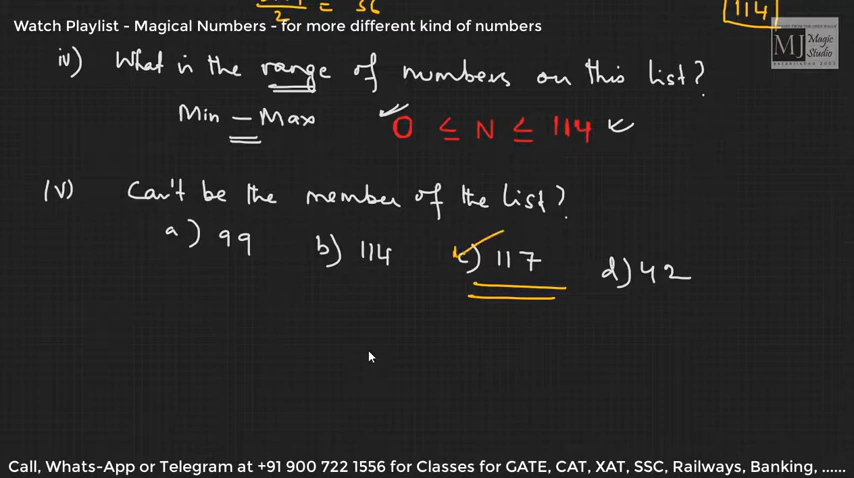 2 = 56
114
Watch Playlist - Magical Numbers - for more different kind of numbers
MJ Magic Studio
iv) What is the range of numbers on this list?
Min - Max 0 ≤ N ≤ 114
(v) Can't be the member of the list?
a) 99 b) 114 c) 117 d) 42
Call, Whats-App or Telegram at +91 900 722 1556 for Classes for GATE, CAT, XAT, SSC, Railways, Banking, ......